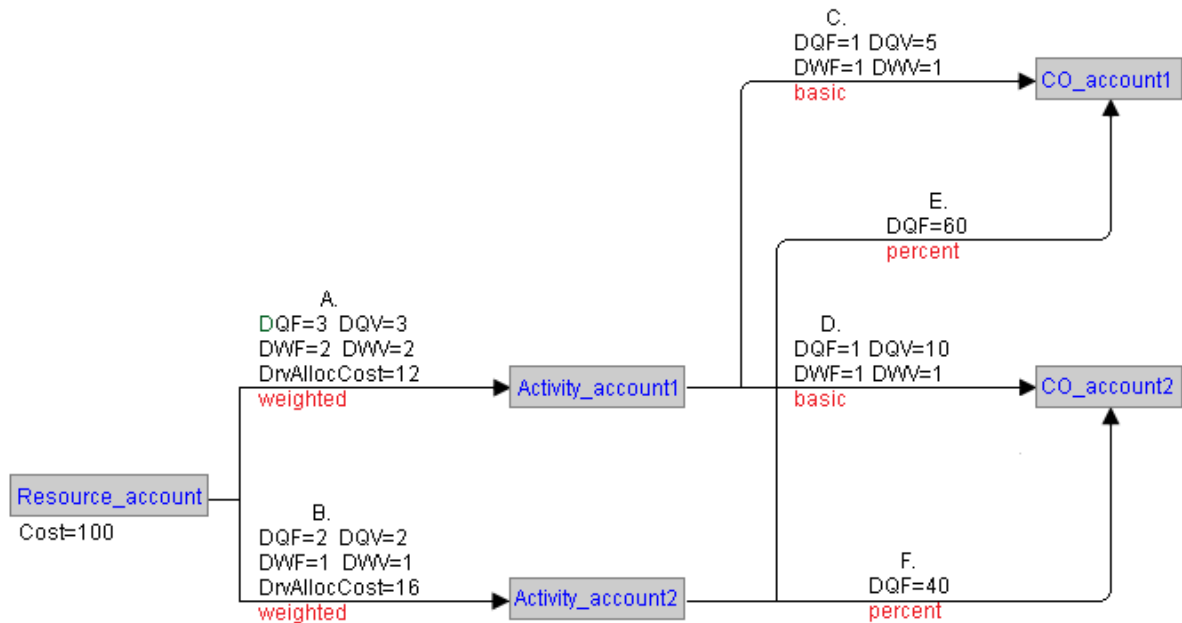 C.
DQF=1 DQV=5
DWF=1 DWV=1
basic
CO_account1
E.
DQF=60
percent
A.
DQF=3 DQV=3
DWF=2 DWV=2
DrvAllocCost=12
weighted
Activity_account1
D.
DQF=1 DQV=10
DWF=1 DWV=1
basic
CO_account2
Resource_account
Cost=100
B.
DQF=2 DQV=2
DWF=1 DWV=1
DrvAllocCost=16
weighted
Activity_account2
F.
DQF=40
percent